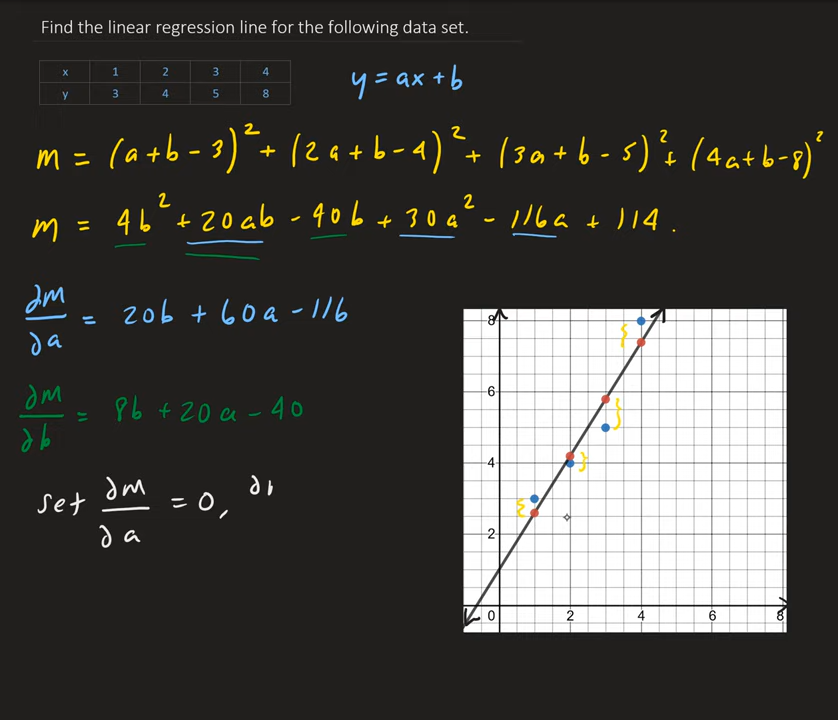 Find the linear regression line for the following data set.
x 1 2 3 4
y 3 4 5 8
y = ax + b
m = (a+b-3)² + (2a+b-4)² + (3a+b-5)² + (4a+b-8)²
m = 4b² + 20ab - 40b + 30a² - 116a + 114.
∂m/∂a = 20b + 60a - 116
∂m/∂b = 8b + 20a - 40
set ∂m/∂a = 0, ∂
8
6
4
2
0 2 4 6 8